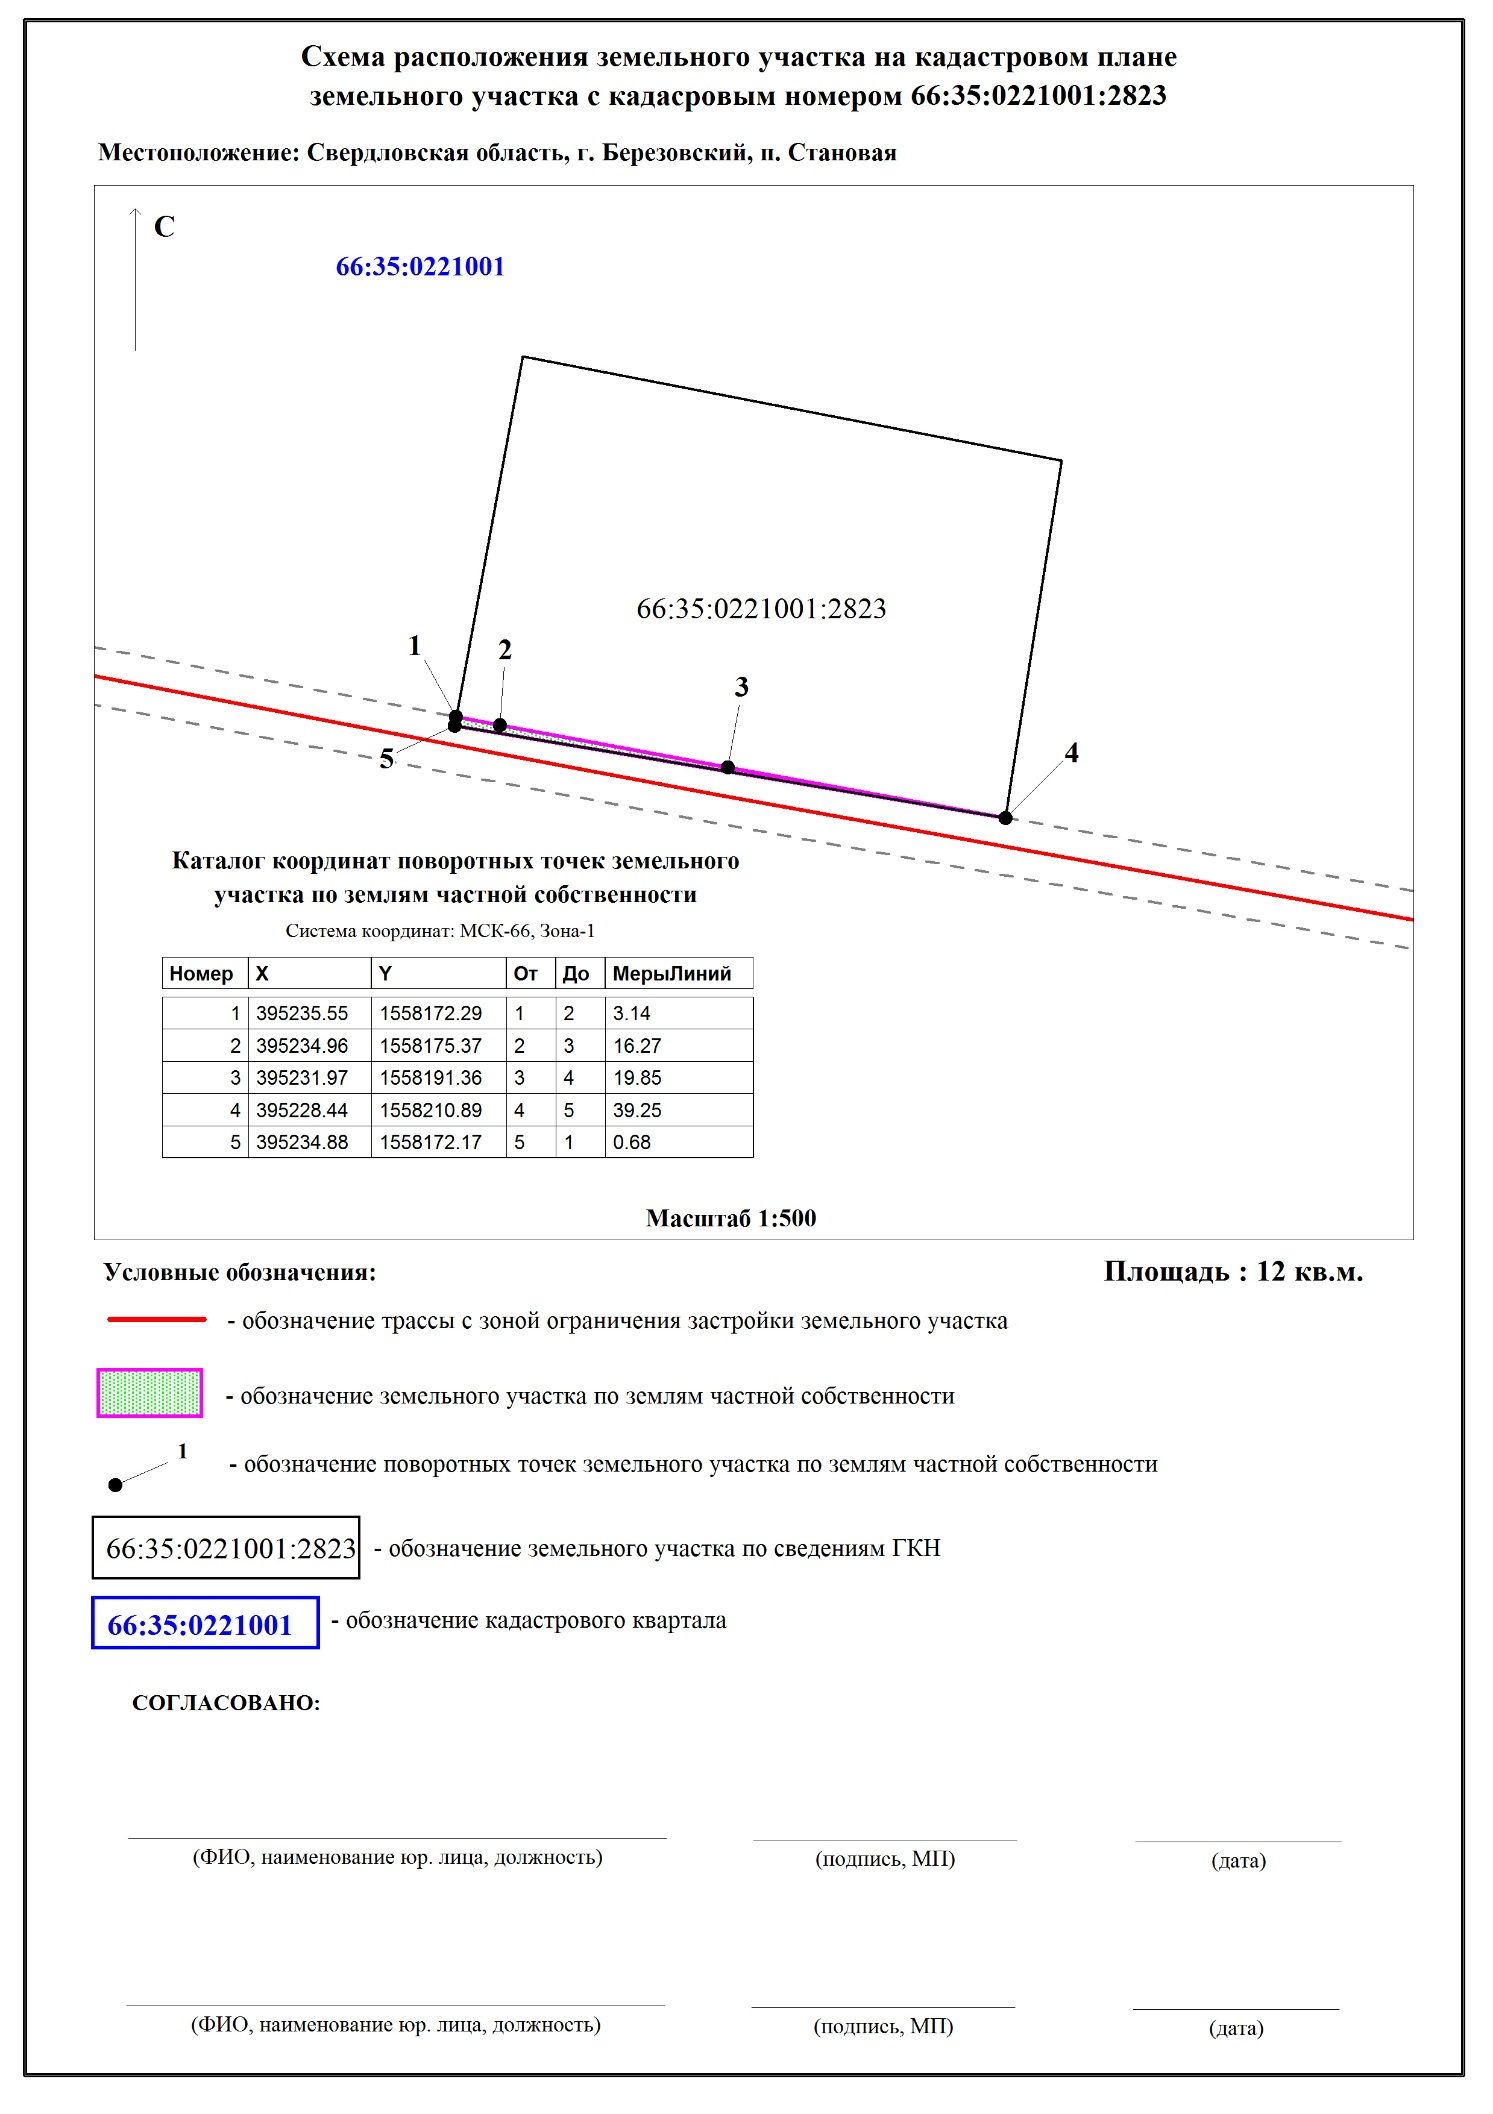 Схема расположения земельного участка на кадастровом плане
земельного участка с кадасровым номером 66:35:0221001:2823
Местоположение: Свердловская область, г. Березовский, п. Становая
С
66:35:0221001
66:35:0221001:2823
1
2
3
5
4
Каталог координат поворотных точек земельного
участка по землям частной собственности
Система координат: МСК-66, Зона-1
Номер X Y От До МерыЛиний
1 395235.55 1558172.29 1 2 3.14
2 395234.96 1558175.37 2 3 16.27
3 395231.97 1558191.36 3 4 19.85
4 395228.44 1558210.89 4 5 39.25
5 395234.88 1558172.17 5 1 0.68
Масштаб 1:500
Условные обозначения:
Площадь : 12 кв.м.
- обозначение трассы с зоной ограничения застройки земельного участка
- обозначение земельного участка по землям частной собственности
1
- обозначение поворотных точек земельного участка по землям частной собственности
66:35:0221001:2823 - обозначение земельного участка по сведениям ГКН
66:35:0221001 - обозначение кадастрового квартала
СОГЛАСОВАНО:
(ФИО, наименование юр. лица, должность) (подпись, МП) (дата)
(ФИО, наименование юр. лица, должность) (подпись, МП) (дата)